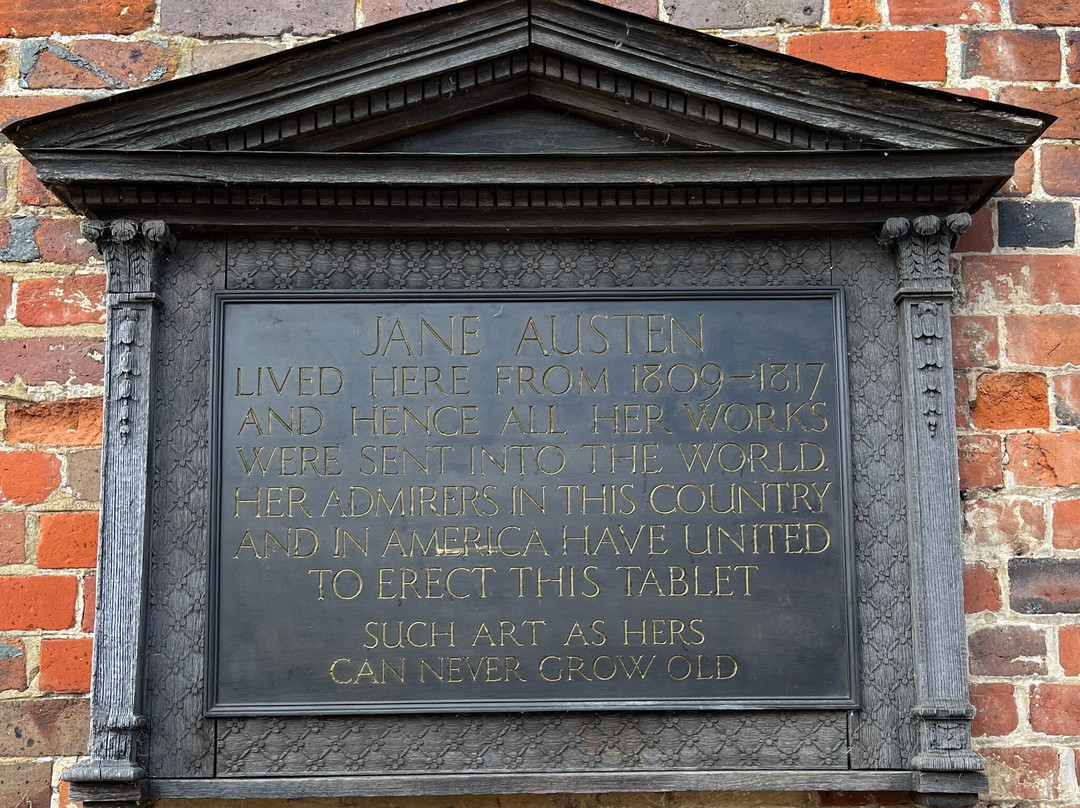 JANE AUSTEN
LIVED HERE FROM 1809–1817
AND HENCE ALL HER WORKS
WERE SENT INTO THE WORLD.
HER ADMIRERS IN THIS COUNTRY
AND IN AMERICA HAVE UNITED
TO ERECT THIS TABLET
SUCH ART AS HERS
CAN NEVER GROW OLD